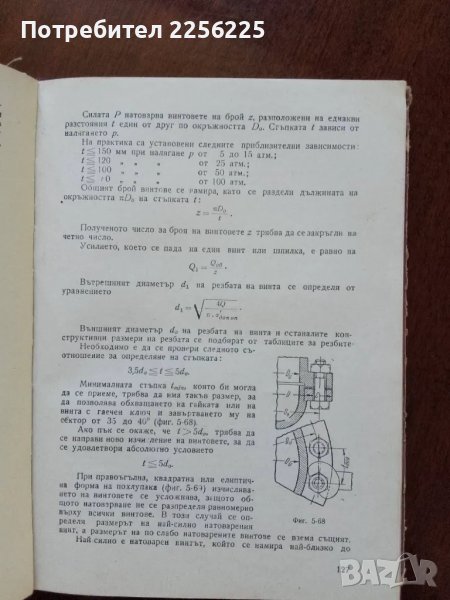 Потребител 2256225
Силата P натоварва винтовете на брой z, разположени на еднакви
разстояния t един от друг по окръжността D₀. Стъпката t зависи от
налягането p.
На практика са установени следните приблизителни зависимости:
t ≦ 150 мм при налягане p от 5 до 15 атм.;
t ≦ 120 „ „ „ от 25 атм.;
t ≦ 100 „ „ „ от 50 атм.;
t ≦ 0 „ „ „ от 100 атм.
Общият брой винтове се намира, като се раздели дължината на
окръжността πD₀ на стъпката t:
z = πD₀ / t .
Полученото число за броя на винтовете z трябва да се закръгли на
четно число.
Усилието, което се пада на един винт или шпилка, е равно на
Q₁ = Qоб / z .
Вътрешният диаметър d₁ на резбата на винта се определя от
уравнението
d₁ = √ 4Q / π.
Външният диаметър d₀ на резбата на винта и останалите кон-
структивни размери на резбата се подбират от таблиците за резбите.
Необходимо е да се провери следното съ-
отношение за определяне на стъпката:
3,5d₀ ≦ t ≦ 5d₀.
Минималната стъпка която би могла
да се приеме, трябва да има такъв размер, за
да позволява обхващането на гайката или на
винта с гаечен ключ и завъртането му на
сектор от 35 до 40° (фиг. 5-68).
Ако пък се окаже, че t > 5d₀, трябва да
се направи ново изчисление на винтовете, за да
се удовлетвори абсолютно условието
t ≦ 5d₀.
При правоъгълна, квадратна или елиптич-
на форма на похлупака (фиг. 5-69) изчисляване-
то на винтовете се усложнява, защото общо-
то натоварване не се разпределя равномерно
върху всички винтове. В този случай се оп-
ределя размерът на най-силно натоварения
винт, а размерът на по слабо натоварените винтове се взема същият.
Най силно е натоварен винтът, който се намира най-близко до
Фиг. 5-68
127
BAZAR